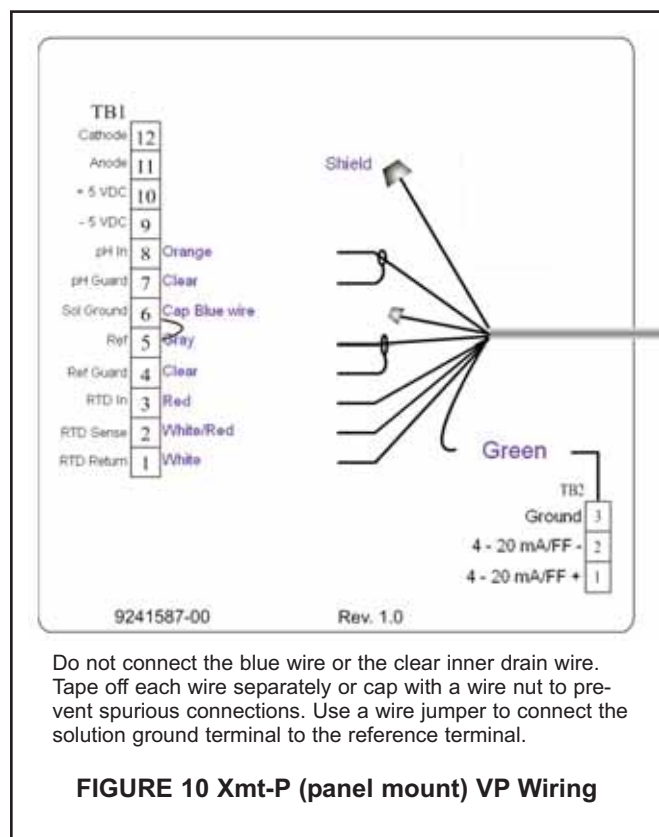 TB1
Cathode 12
Anode 11
+ 5 VDC 10
- 5 VDC 9
pH In 8 Orange
pH Guard 7 Clear
Sol Ground 6 Cap Blue wire
Ref 5 Gray
Ref Guard 4 Clear
RTD In 3 Red
RTD Sense 2 White/Red
RTD Return 1 White
Shield
Green
TB2
Ground 3
4 - 20 mA/FF - 2
4 - 20 mA/FF + 1
9241587-00 Rev. 1.0
Do not connect the blue wire or the clear inner drain wire.
Tape off each wire separately or cap with a wire nut to pre-
vent spurious connections. Use a wire jumper to connect the
solution ground terminal to the reference terminal.
FIGURE 10 Xmt-P (panel mount) VP Wiring